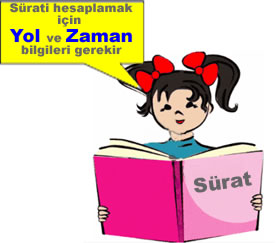 Sürati hesaplamak
için
Yol ve Zaman
bilgileri gerekir
Sürat